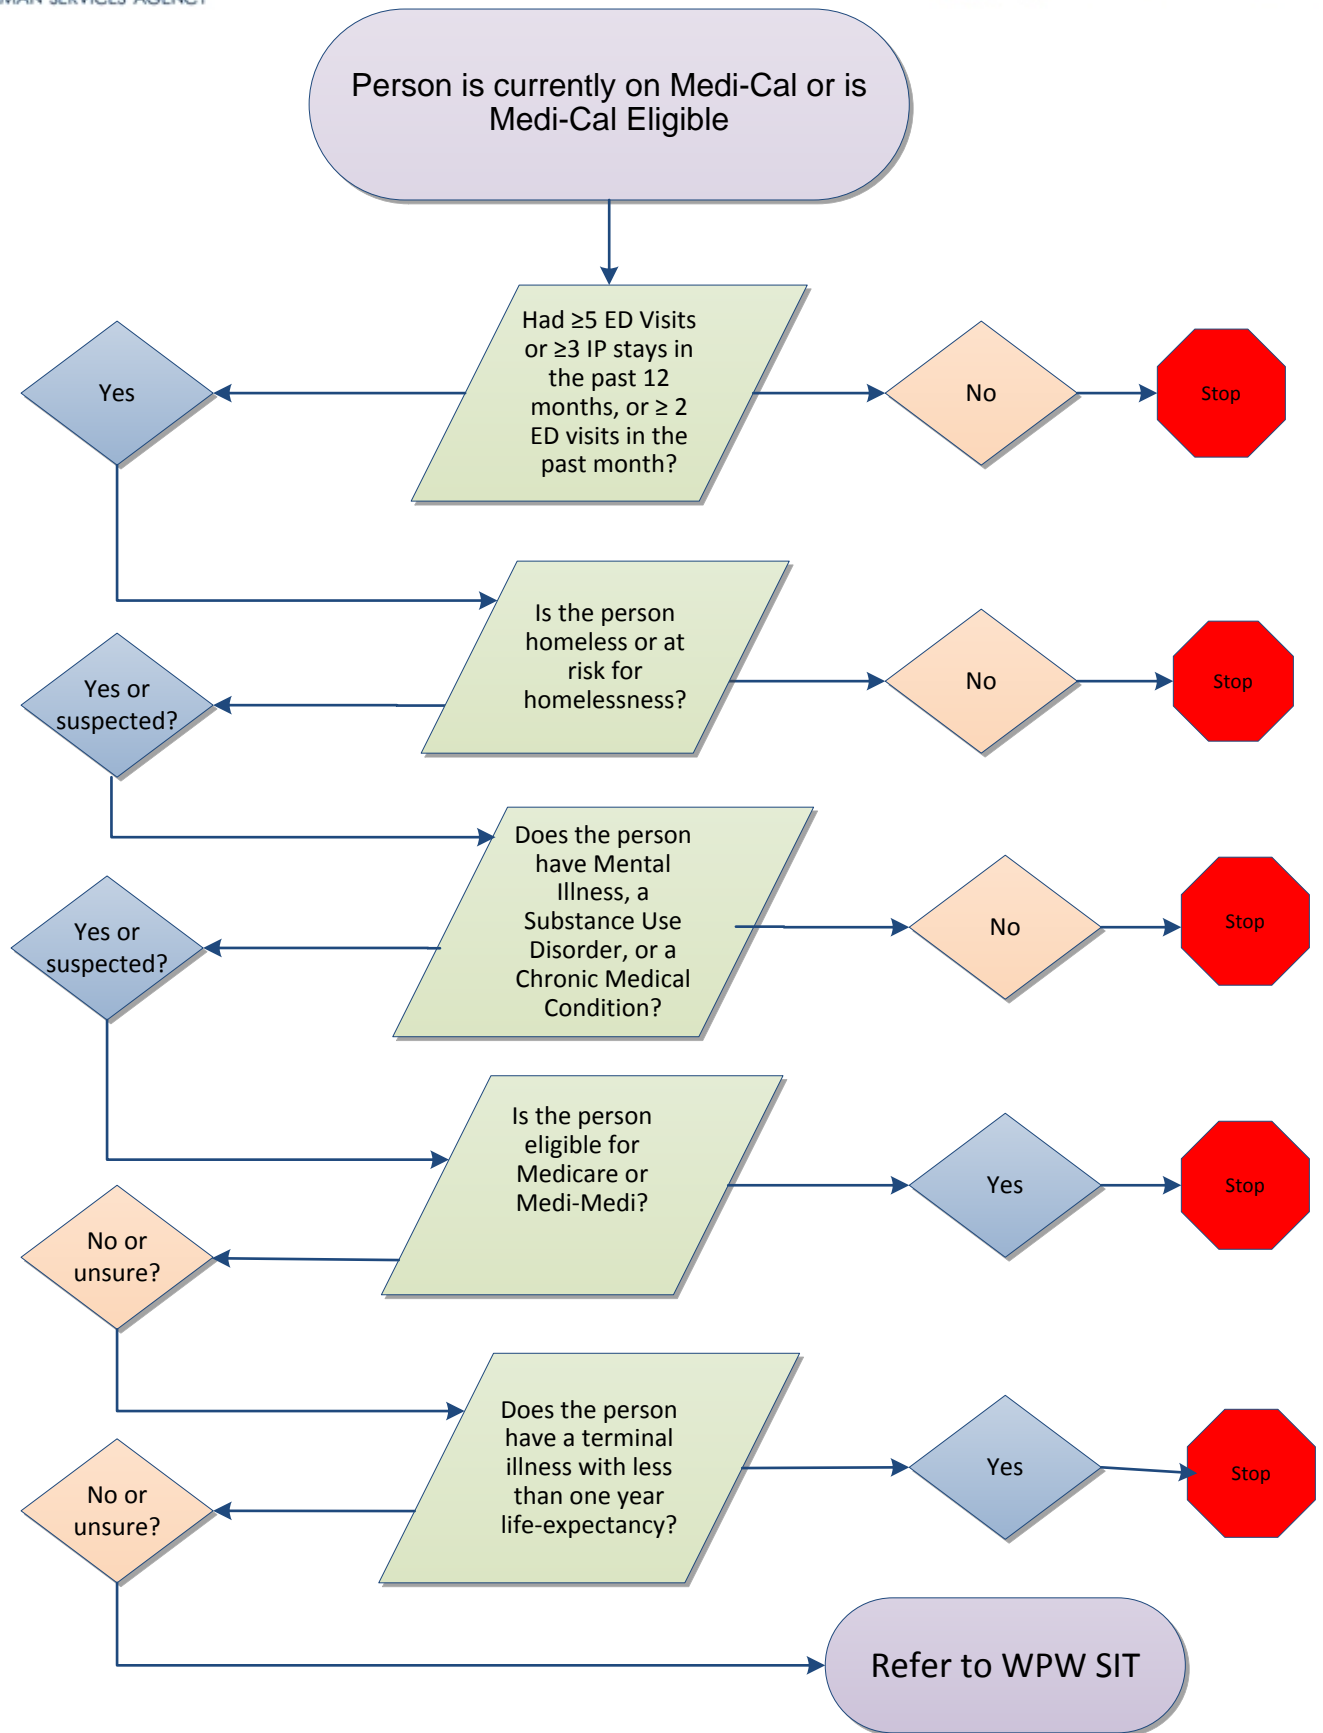 HUMAN SERVICES AGENCY
Person is currently on Medi-Cal or is
Medi-Cal Eligible
Had ≥5 ED Visits
or ≥3 IP stays in
the past 12
months, or ≥ 2
ED visits in the
past month?
Yes
No
Stop
Is the person
homeless or at
risk for
homelessness?
Yes or
suspected?
No
Stop
Does the person
have Mental
Illness, a
Substance Use
Disorder, or a
Chronic Medical
Condition?
Yes or
suspected?
No
Stop
Is the person
eligible for
Medicare or
Medi-Medi?
Yes
Stop
No or
unsure?
Does the person
have a terminal
illness with less
than one year
life-expectancy?
Yes
Stop
No or
unsure?
Refer to WPW SIT